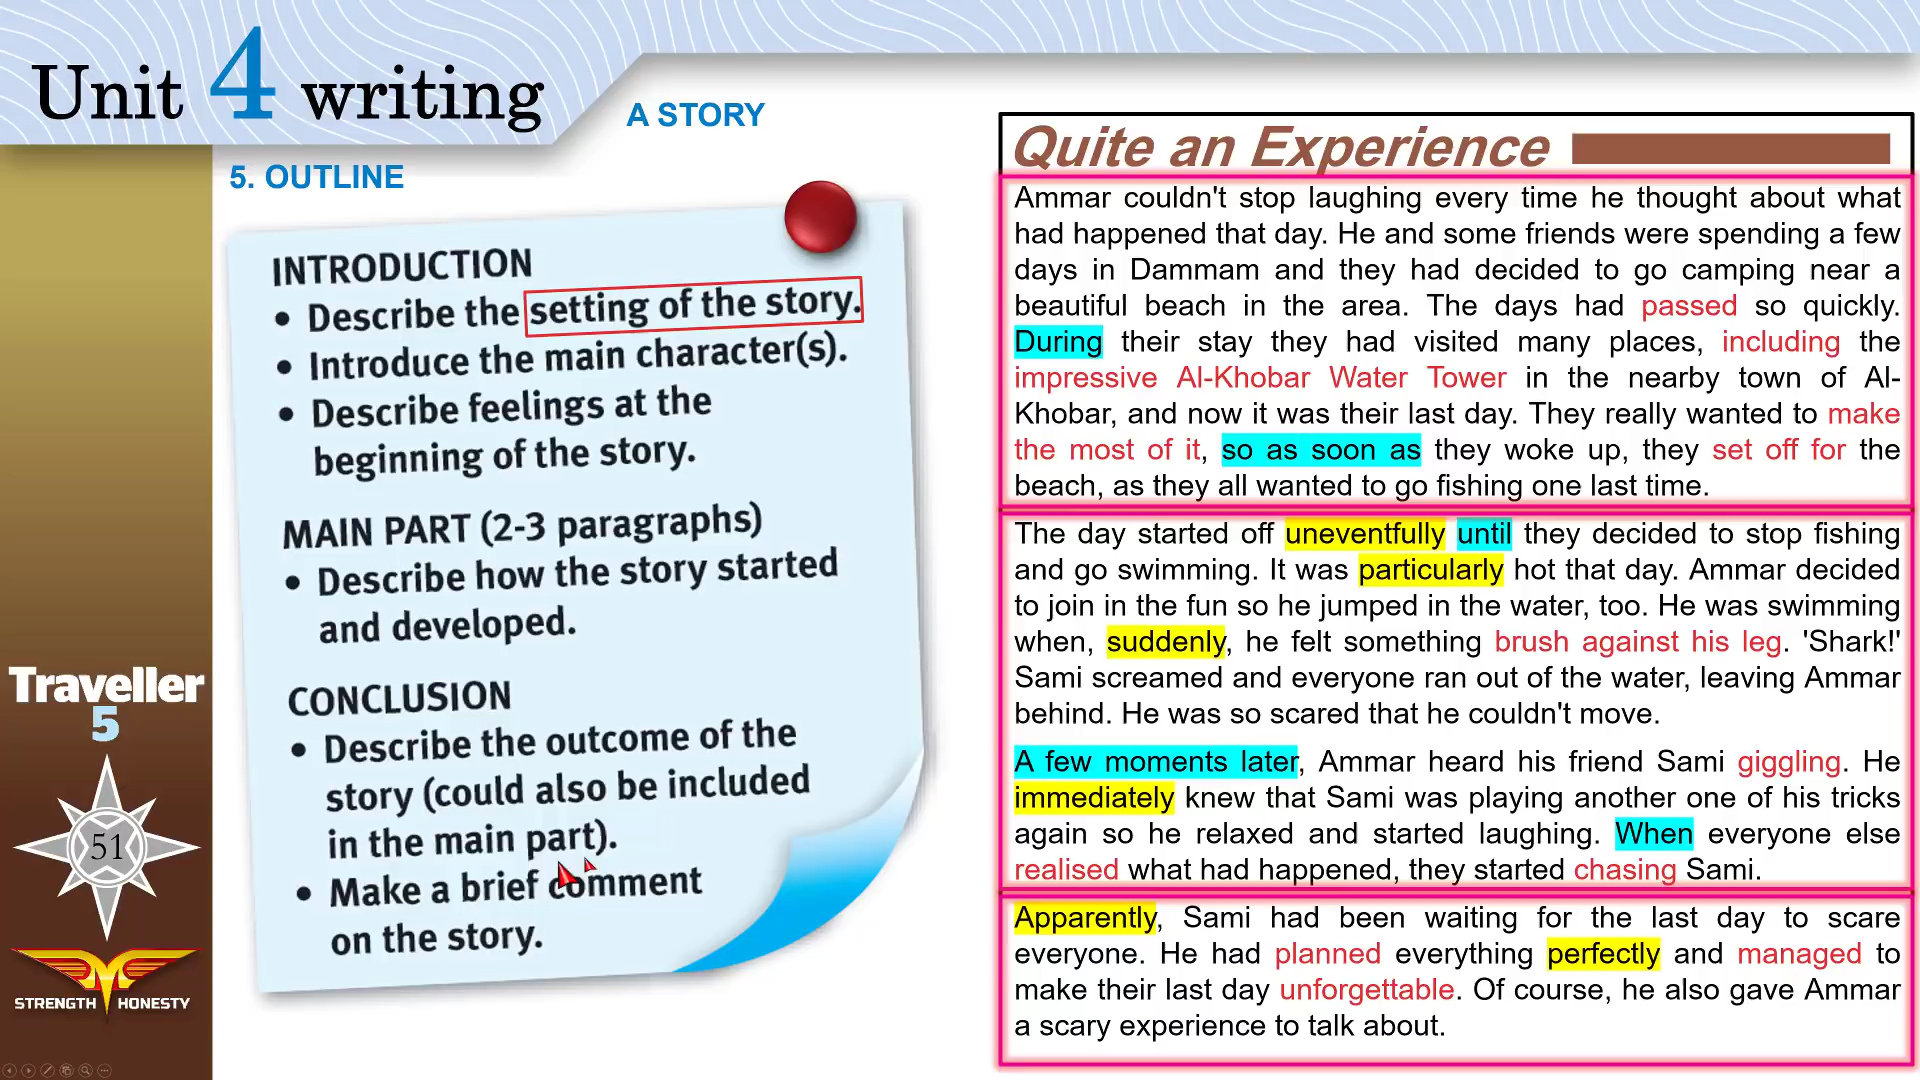 Unit 4 writing
A STORY
5. OUTLINE
INTRODUCTION
• Describe the setting of the story.
• Introduce the main character(s).
• Describe feelings at the
beginning of the story.
MAIN PART (2-3 paragraphs)
• Describe how the story started
and developed.
CONCLUSION
• Describe the outcome of the
story (could also be included
in the main part).
• Make a brief comment
on the story.
Traveller
5
51
STRENGTH HONESTY
Quite an Experience
Ammar couldn't stop laughing every time he thought about what
had happened that day. He and some friends were spending a few
days in Dammam and they had decided to go camping near a
beautiful beach in the area. The days had passed so quickly.
During their stay they had visited many places, including the
impressive Al-Khobar Water Tower in the nearby town of Al-
Khobar, and now it was their last day. They really wanted to make
the most of it, so as soon as they woke up, they set off for the
beach, as they all wanted to go fishing one last time.
The day started off uneventfully until they decided to stop fishing
and go swimming. It was particularly hot that day. Ammar decided
to join in the fun so he jumped in the water, too. He was swimming
when, suddenly, he felt something brush against his leg. 'Shark!'
Sami screamed and everyone ran out of the water, leaving Ammar
behind. He was so scared that he couldn't move.
A few moments later, Ammar heard his friend Sami giggling. He
immediately knew that Sami was playing another one of his tricks
again so he relaxed and started laughing. When everyone else
realised what had happened, they started chasing Sami.
Apparently, Sami had been waiting for the last day to scare
everyone. He had planned everything perfectly and managed to
make their last day unforgettable. Of course, he also gave Ammar
a scary experience to talk about.